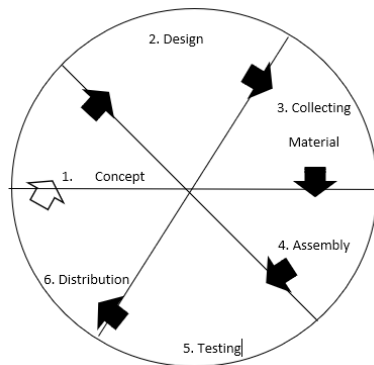 2. Design
3. Collecting
Material
1. Concept
4. Assembly
6. Distribution
5. Testing